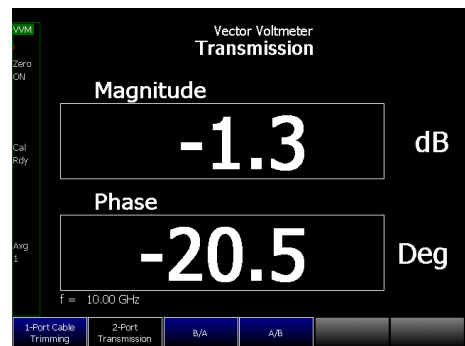 VVM
Vector Voltmeter
Transmission
Zero
ON
Magnitude
-1.3
dB
Cal
Rdy
Phase
-20.5
Deg
Avg
1
f = 10.00 GHz
1-Port Cable
Trimming
2-Port
Transmission
B/A
A/B